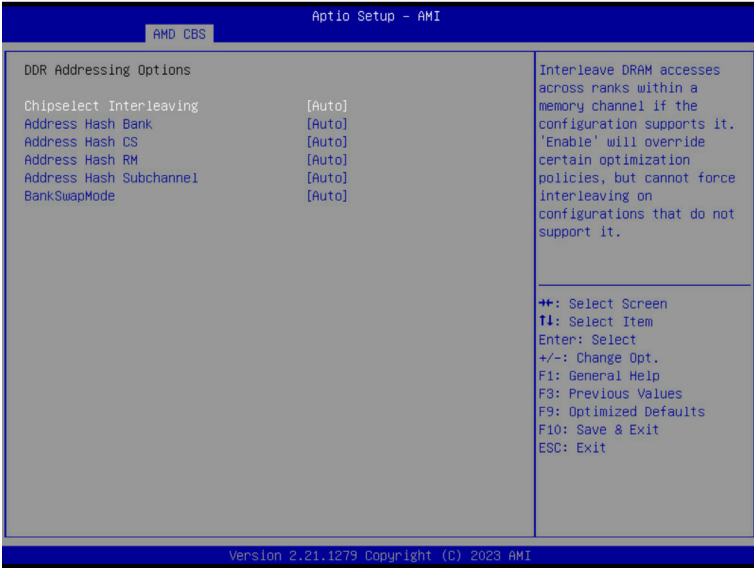 Aptio Setup - AMI
AMD CBS
DDR Addressing Options
Chipselect Interleaving [Auto]
Address Hash Bank [Auto]
Address Hash CS [Auto]
Address Hash RM [Auto]
Address Hash Subchannel [Auto]
BankSwapMode [Auto]
Interleave DRAM accesses
across ranks within a
memory channel if the
configuration supports it.
'Enable' will override
certain optimization
policies, but cannot force
interleaving on
configurations that do not
support it.
→←: Select Screen
↑↓: Select Item
Enter: Select
+/-: Change Opt.
F1: General Help
F3: Previous Values
F9: Optimized Defaults
F10: Save & Exit
ESC: Exit
Version 2.21.1279 Copyright (C) 2023 AMI